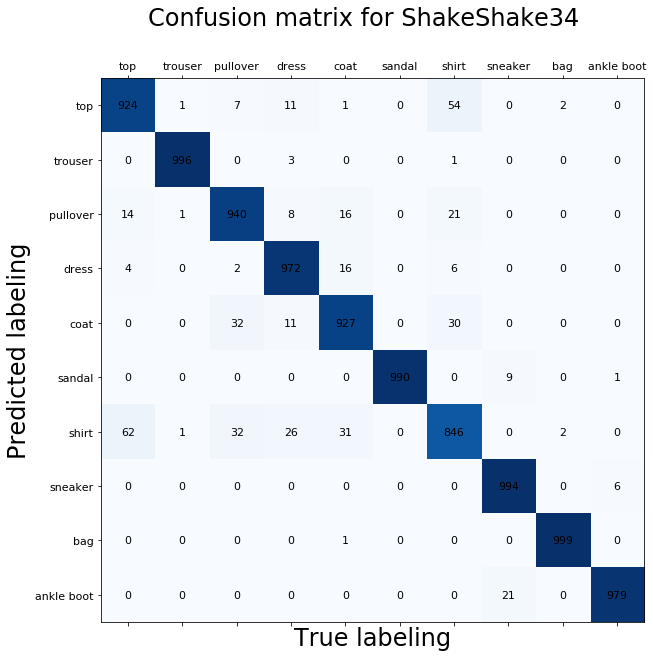 Confusion matrix for ShakeShake34
top trouser pullover dress coat sandal shirt sneaker bag ankle boot
top 924 1 7 11 1 0 54 0 2 0
trouser 0 996 0 3 0 0 1 0 0 0
pullover 14 1 940 8 16 0 21 0 0 0
dress 4 0 2 972 16 0 6 0 0 0
coat 0 0 32 11 927 0 30 0 0 0
sandal 0 0 0 0 0 990 0 9 0 1
shirt 62 1 32 26 31 0 846 0 2 0
sneaker 0 0 0 0 0 0 0 994 0 6
bag 0 0 0 0 1 0 0 0 999 0
ankle boot 0 0 0 0 0 0 0 21 0 979
Predicted labeling
True labeling